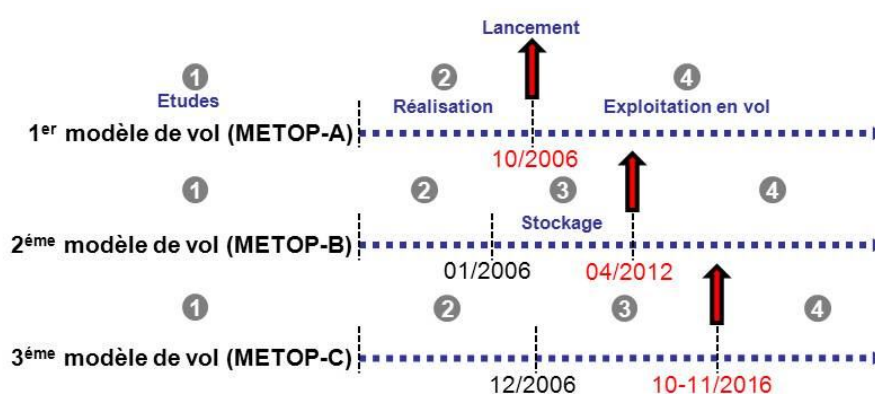 Lancement
1 2 4
Etudes Réalisation Exploitation en vol
1er modèle de vol (METOP-A)
10/2006
1 2 3 4
Stockage
2éme modèle de vol (METOP-B)
01/2006 04/2012
1 2 3 4
3éme modèle de vol (METOP-C)
12/2006 10-11/2016